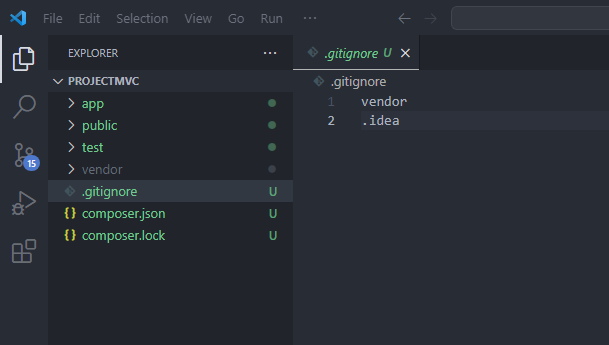 File Edit Selection View Go Run ···
EXPLORER ···
PROJECTMVC
app
public
test
vendor
.gitignore U
{} composer.json U
{} composer.lock U
15
.gitignore U
.gitignore
1 vendor
2 .idea